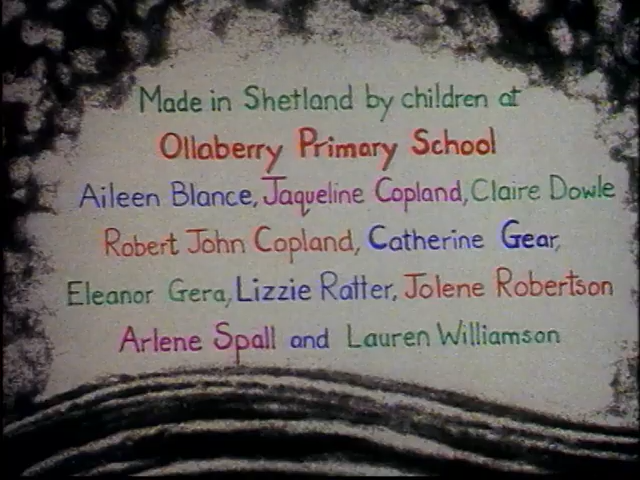 Made in Shetland by children at
Ollaberry Primary School
Aileen Blance, Jaqueline Copland, Claire Dowle
Robert John Copland, Catherine Gear,
Eleanor Gera, Lizzie Ratter, Jolene Robertson
Arlene Spall and Lauren Williamson